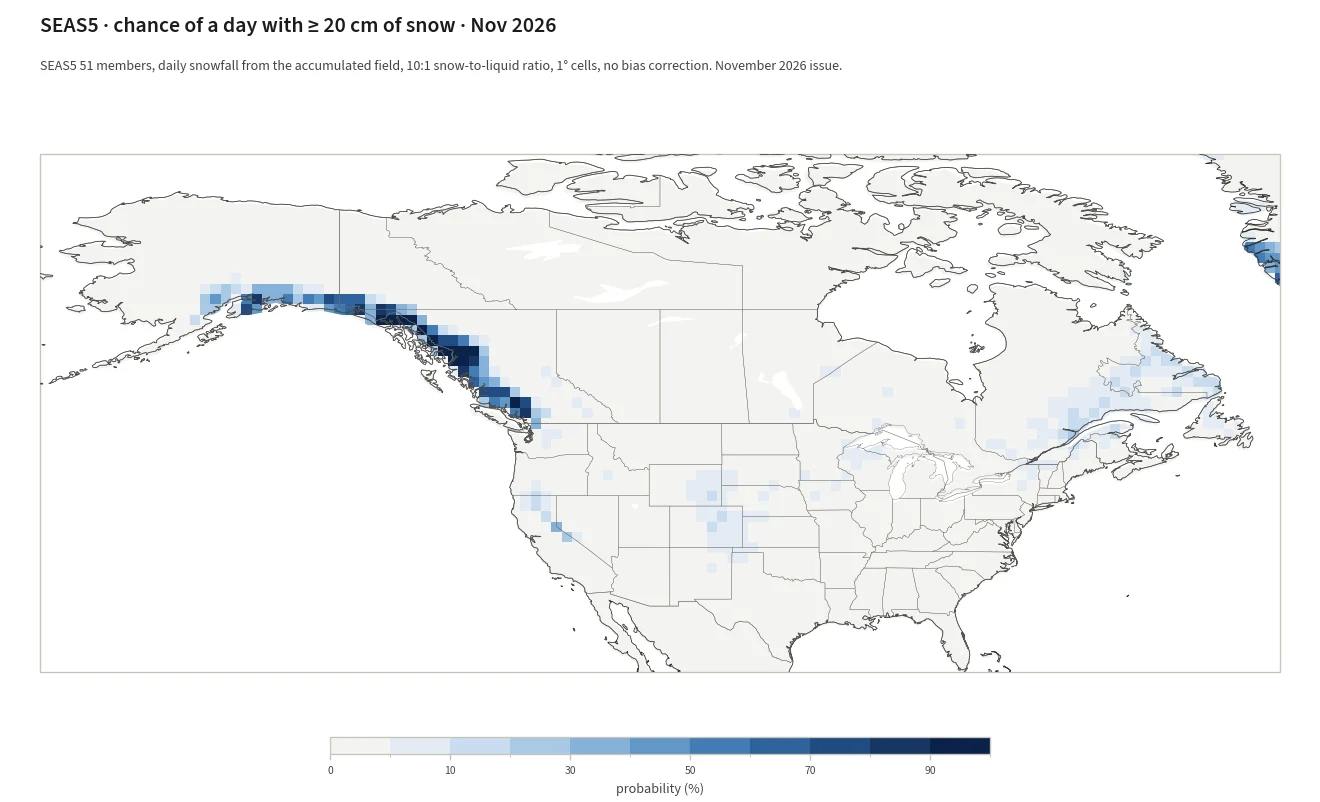 SEAS5 · chance of a day with ≥ 20 cm of snow · Nov 2026
SEAS5 51 members, daily snowfall from the accumulated field, 10:1 snow-to-liquid ratio, 1° cells, no bias correction. November 2026 issue.
0 10 30 50 70 90
probability (%)